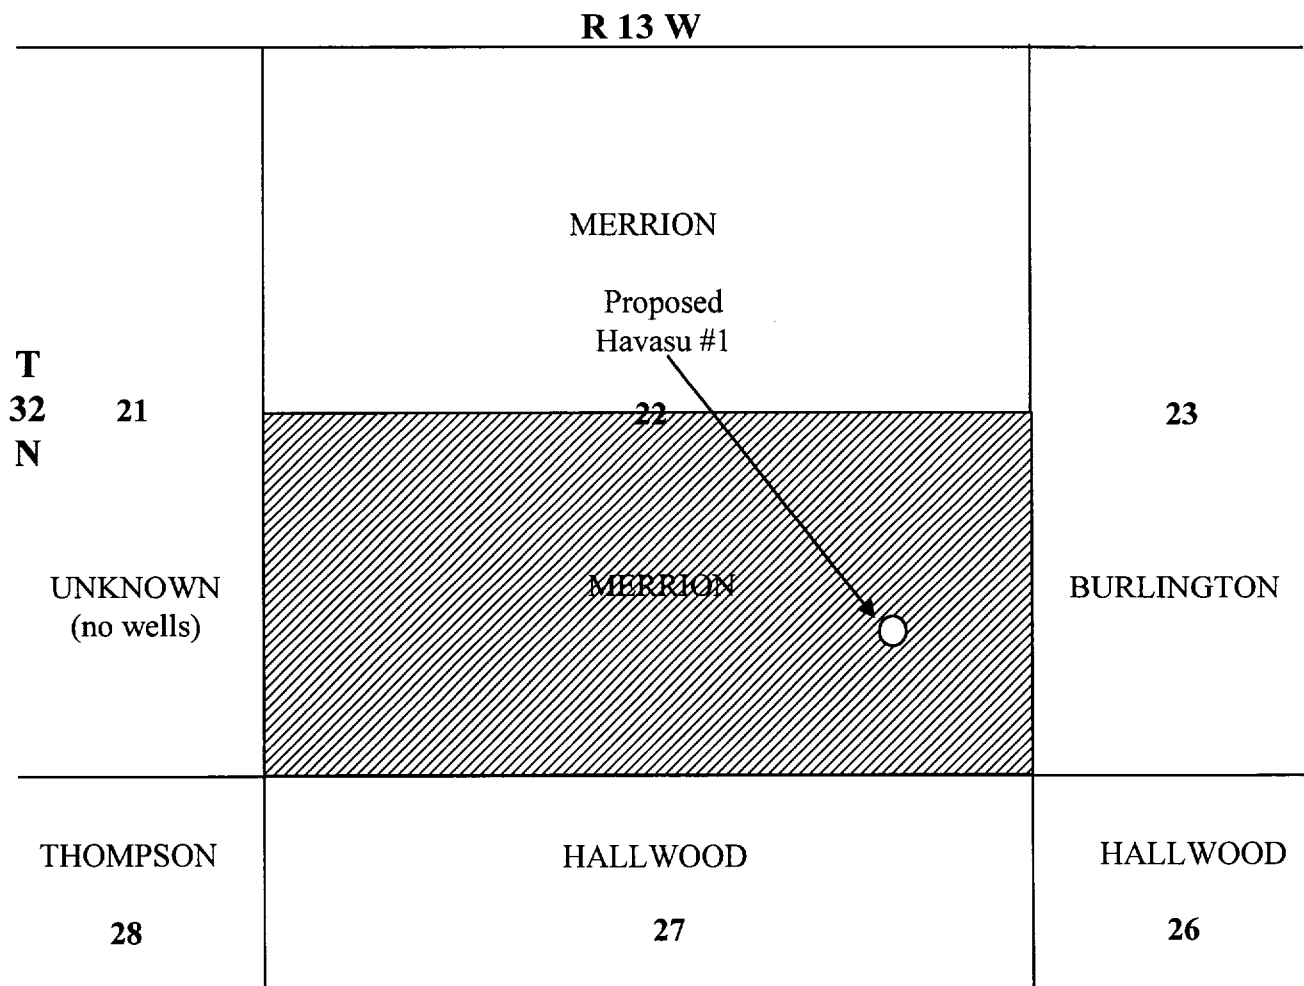 R 13 W
MERRION
Proposed
Havasu #1
T
32
N
21
22
23
UNKNOWN
(no wells)
MERRION
BURLINGTON
THOMPSON
HALLWOOD
HALLWOOD
28
27
26